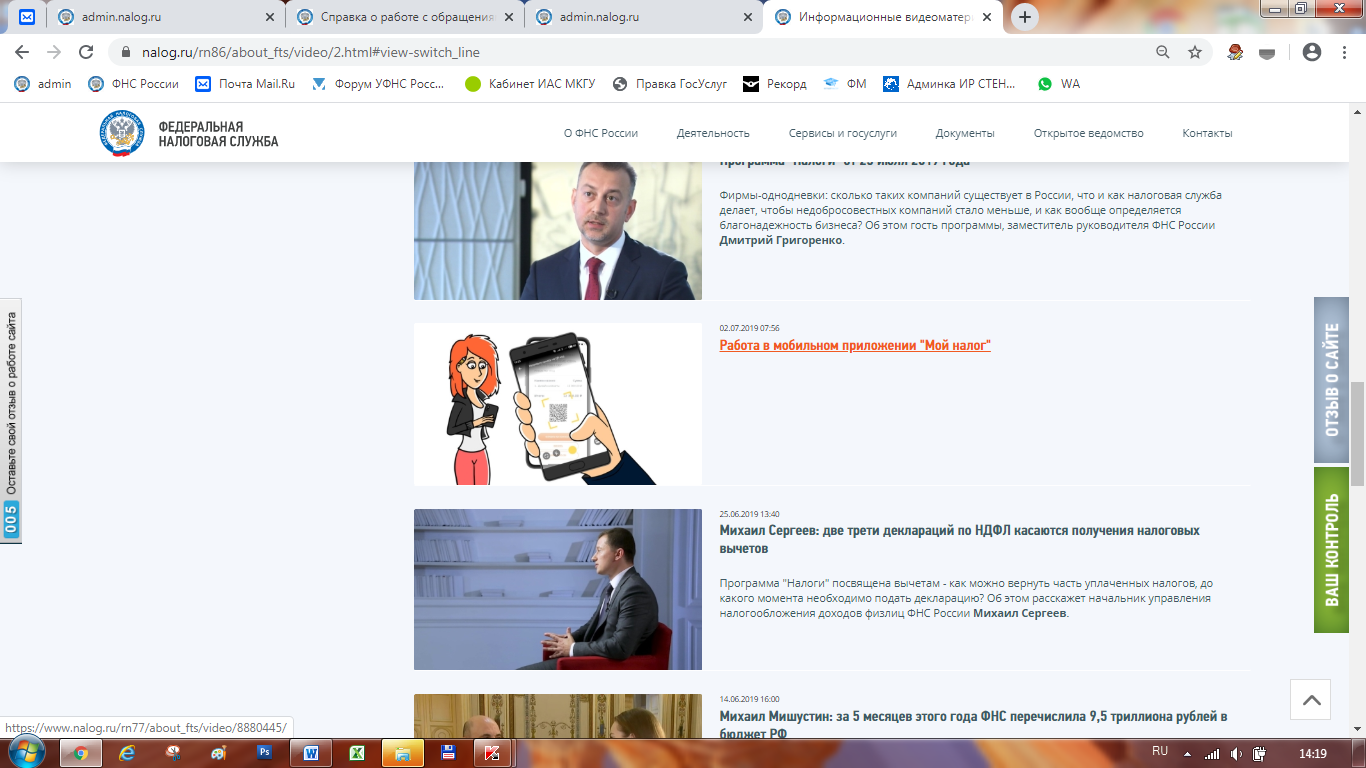 admin.nalog.ru
Справка о работе с обращения
admin.nalog.ru
Информационные видеоматер
nalog.ru/rn86/about_fts/video/2.html#view-switch_line
admin
ФНС России
Почта Mail.Ru
Форум УФНС Росс...
Кабинет ИАС МКГУ
Правка ГосУслуг
Рекорд
ФМ
Админка ИР СТЕН...
WA
ФЕДЕРАЛЬНАЯ
НАЛОГОВАЯ СЛУЖБА
О ФНС России
Деятельность
Сервисы и госуслуги
Документы
Открытое ведомство
Контакты
Программа "Налоги" от 23 июля 2019 года
Фирмы-однодневки: сколько таких компаний существует в России, что и как налоговая служба
делает, чтобы недобросовестных компаний стало меньше, и как вообще определяется
благонадежность бизнеса? Об этом гость программы, заместитель руководителя ФНС России
Дмитрий Григоренко.
02.07.2019 07:56
Работа в мобильном приложении "Мой налог"
25.06.2019 13:40
Михаил Сергеев: две трети деклараций по НДФЛ касаются получения налоговых
вычетов
Программа "Налоги" посвящена вычетам - как можно вернуть часть уплаченных налогов, до
какого момента необходимо подать декларацию? Об этом расскажет начальник управления
налогообложения доходов физлиц ФНС России Михаил Сергеев.
14.06.2019 16:00
Михаил Мишустин: за 5 месяцев этого года ФНС перечислила 9,5 триллиона рублей в
бюджет РФ
Оставьте свой отзыв о работе сайта
005
ОТЗЫВ О САЙТЕ
ВАШ КОНТРОЛЬ
https://www.nalog.ru/rn77/about_fts/video/8880445/
RU
14:19